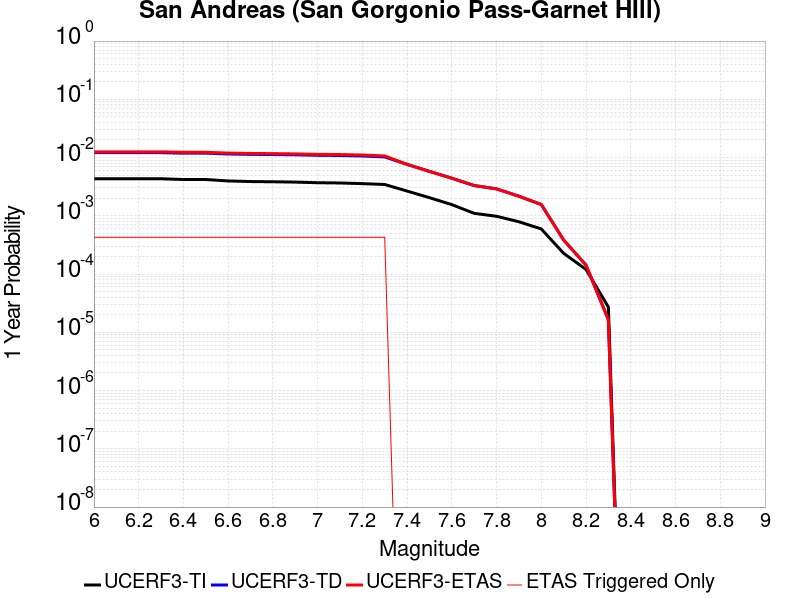 San Andreas (San Gorgonio Pass-Garnet HIll)
10^0
10^-1
10^-2
10^-3
10^-4
10^-5
10^-6
10^-7
10^-8
1 Year Probability
6 6.2 6.4 6.6 6.8 7 7.2 7.4 7.6 7.8 8 8.2 8.4 8.6 8.8 9
Magnitude
UCERF3-TI UCERF3-TD UCERF3-ETAS ETAS Triggered Only